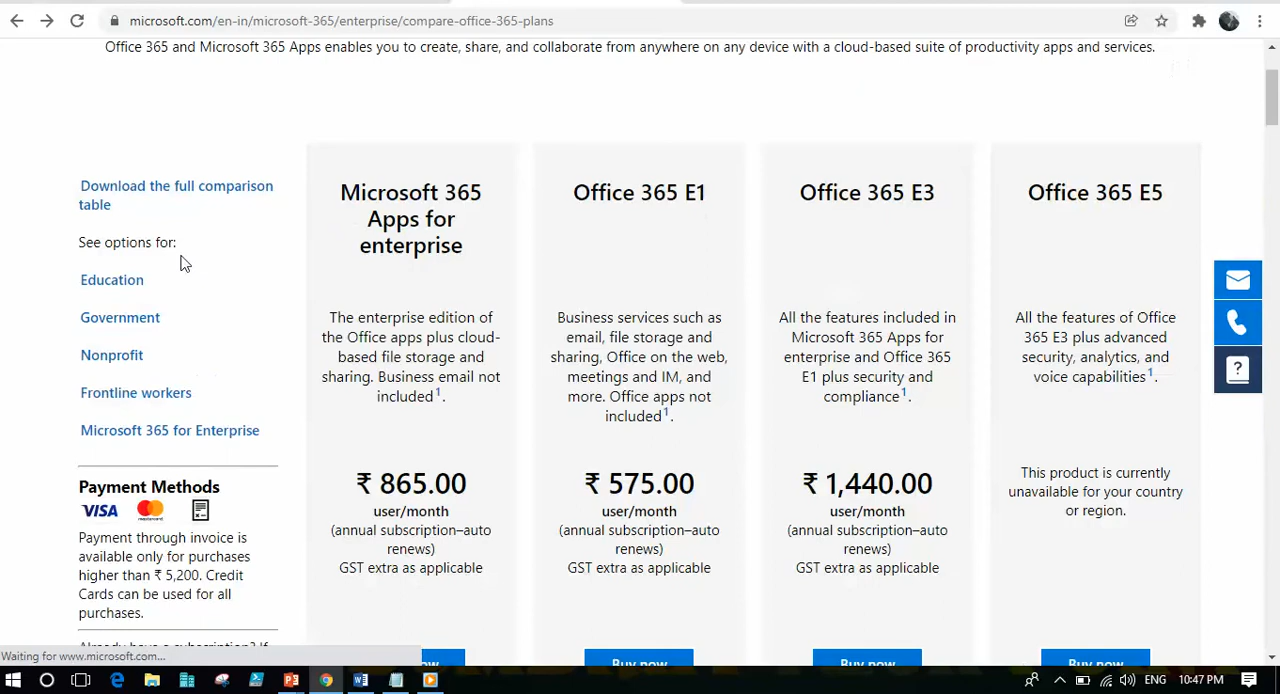 microsoft.com/en-in/microsoft-365/enterprise/compare-office-365-plans
Office 365 and Microsoft 365 Apps enables you to create, share, and collaborate from anywhere on any device with a cloud-based suite of productivity apps and services.
Download the full comparison
table
See options for:
Education
Government
Nonprofit
Frontline workers
Microsoft 365 for Enterprise
Payment Methods
VISA
mastercard
Payment through invoice is
available only for purchases
higher than ₹ 5,200. Credit
Cards can be used for all
purchases.
Already have a subscription? If
Microsoft 365
Apps for
enterprise
The enterprise edition of
the Office apps plus cloud-
based file storage and
sharing. Business email not
included1.
₹ 865.00
user/month
(annual subscription–auto
renews)
GST extra as applicable
Office 365 E1
Business services such as
email, file storage and
sharing, Office on the web,
meetings and IM, and
more. Office apps not
included1.
₹ 575.00
user/month
(annual subscription–auto
renews)
GST extra as applicable
Buy now
Office 365 E3
All the features included in
Microsoft 365 Apps for
enterprise and Office 365
E1 plus security and
compliance1.
₹ 1,440.00
user/month
(annual subscription–auto
renews)
GST extra as applicable
Buy now
Office 365 E5
All the features of Office
365 E3 plus advanced
security, analytics, and
voice capabilities1.
This product is currently
unavailable for your country
or region.
Buy now
Waiting for www.microsoft.com...
ENG
10:47 PM